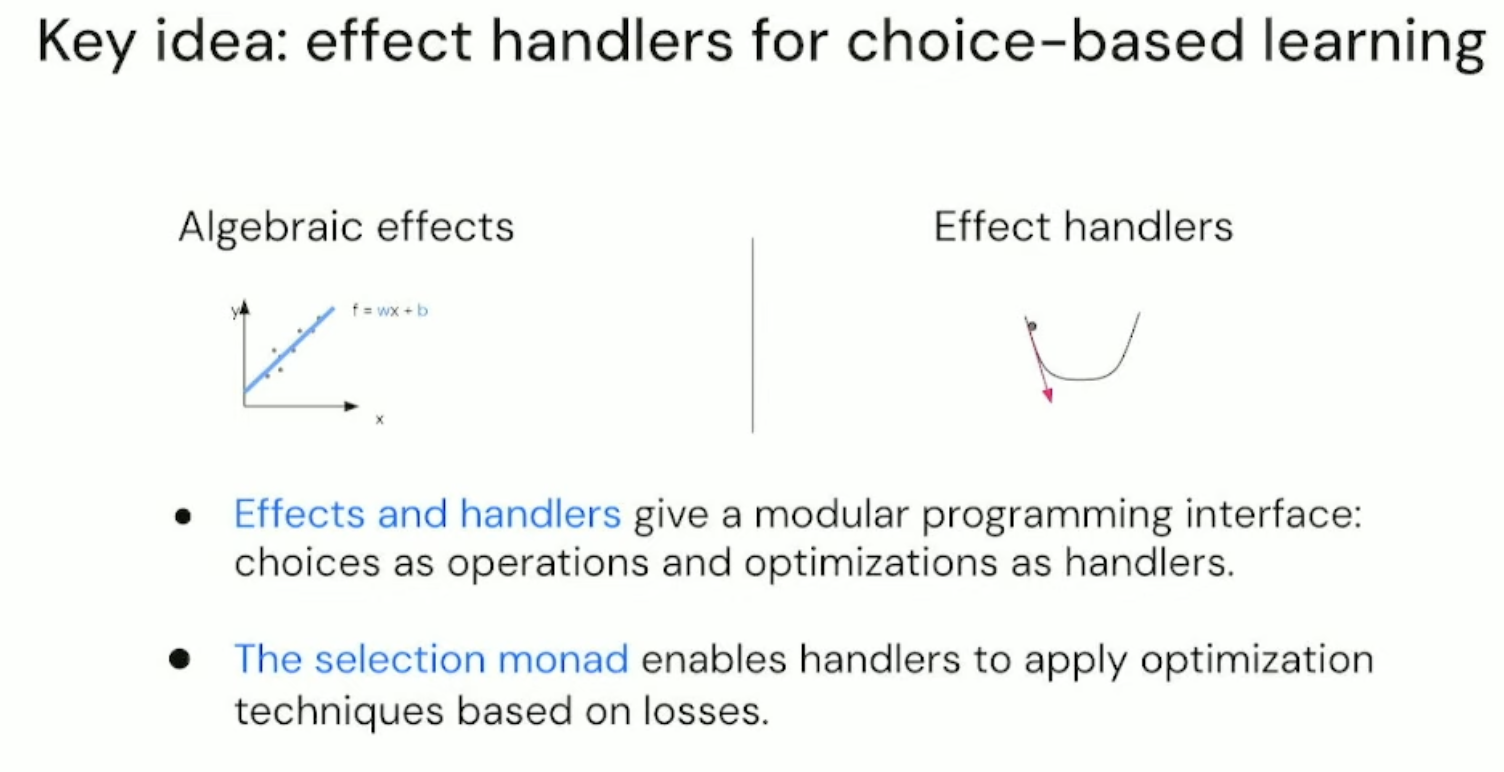 Key idea: effect handlers for choice-based learning
Algebraic effects
Effect handlers
y
f = wx + b
x
• Effects and handlers give a modular programming interface:
choices as operations and optimizations as handlers.
• The selection monad enables handlers to apply optimization
techniques based on losses.